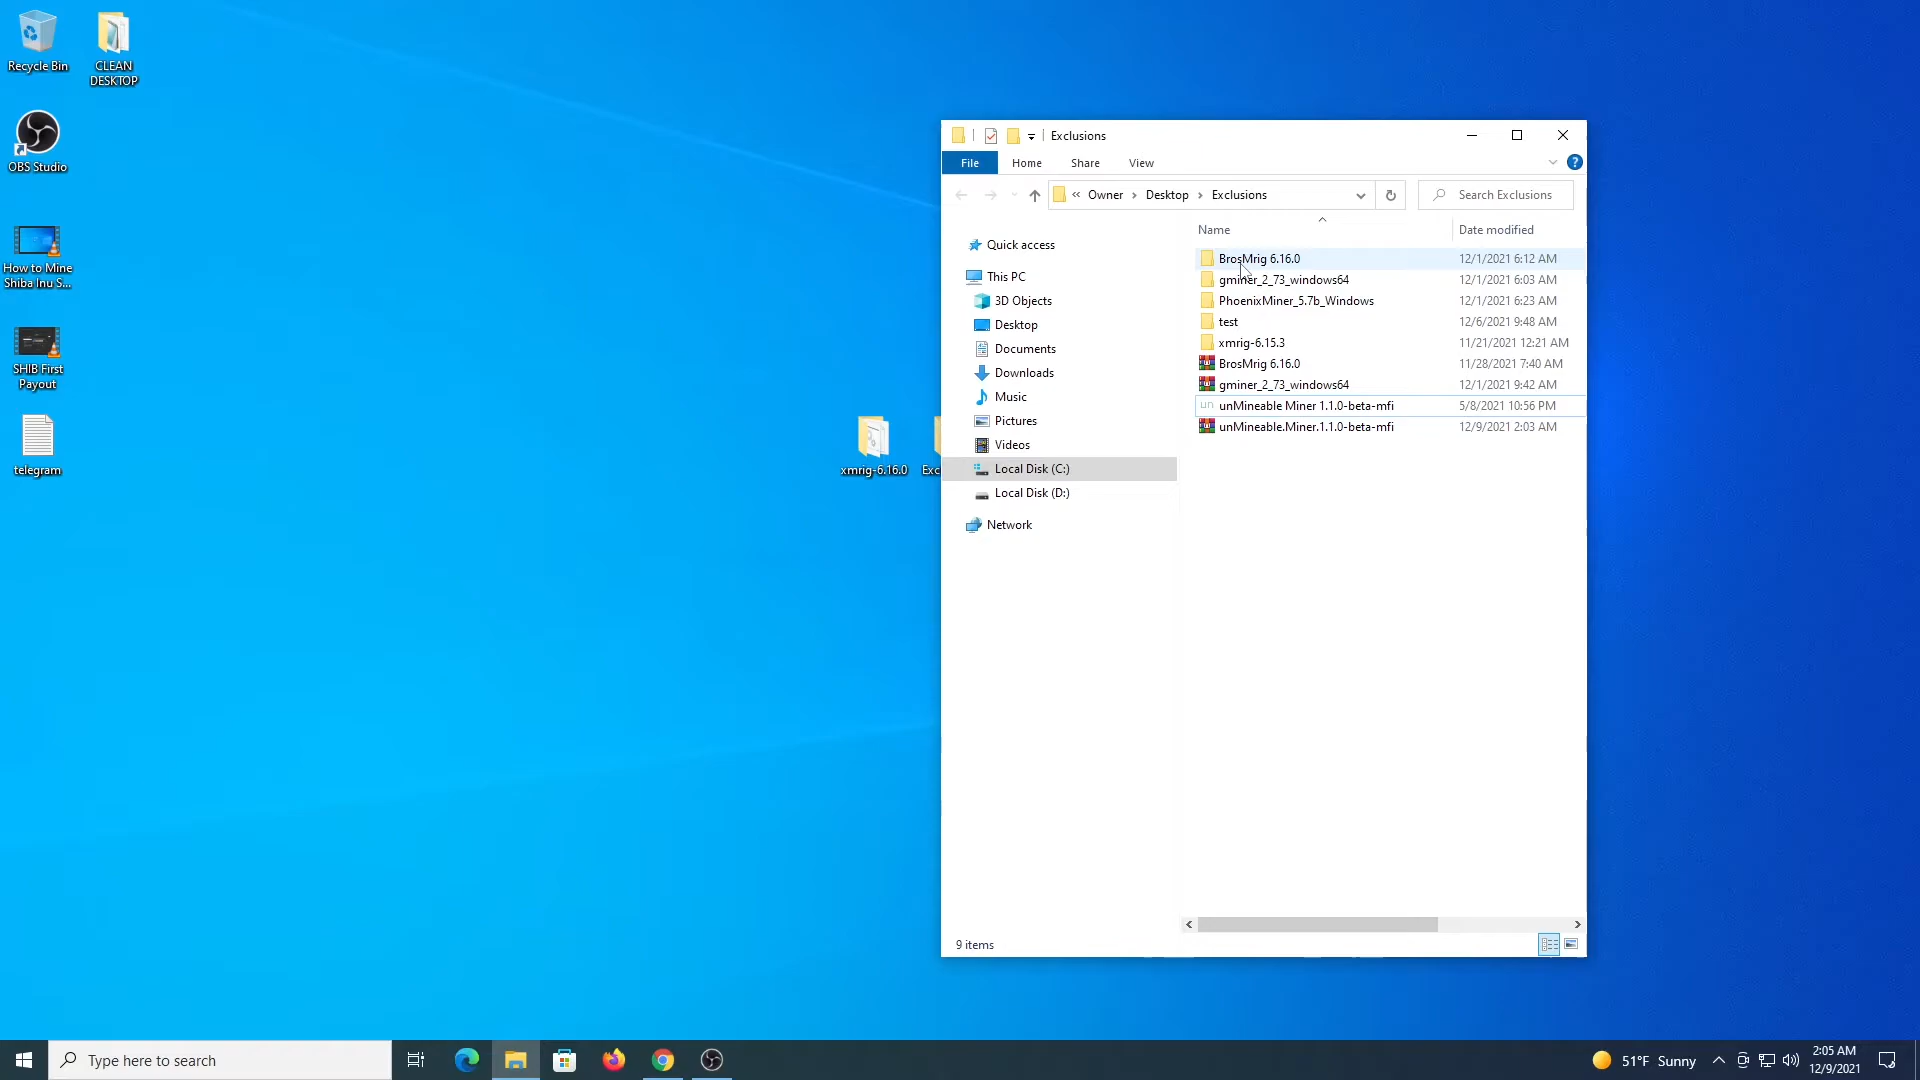 Recycle Bin
CLEAN
DESKTOP
OBS Studio
How to Mine
Shiba Inu S...
SHIB First
Payout
telegram
xmrig-6.16.0
Exc
Exclusions
File
Home
Share
View
« Owner › Desktop › Exclusions
Search Exclusions
Quick access
This PC
3D Objects
Desktop
Documents
Downloads
Music
Pictures
Videos
Local Disk (C:)
Local Disk (D:)
Network
Name
Date modified
BrosMrig 6.16.0 12/1/2021 6:12 AM
gminer_2_73_windows64 12/1/2021 6:03 AM
PhoenixMiner_5.7b_Windows 12/1/2021 6:23 AM
test 12/6/2021 9:48 AM
xmrig-6.15.3 11/21/2021 12:21 AM
BrosMrig 6.16.0 11/28/2021 7:40 AM
gminer_2_73_windows64 12/1/2021 9:42 AM
un unMineable Miner 1.1.0-beta-mfi 5/8/2021 10:56 PM
unMineable.Miner.1.1.0-beta-mfi 12/9/2021 2:03 AM
9 items
Type here to search
51°F Sunny
2:05 AM
12/9/2021